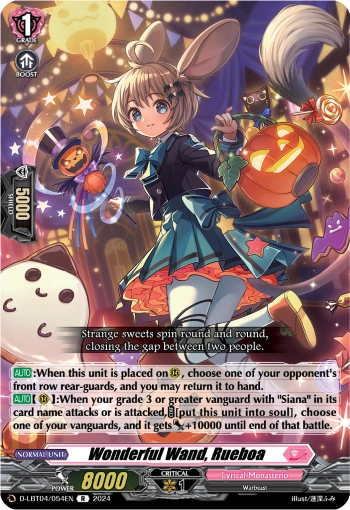 1
GRADE
BOOST
5000
SHIELD
Strange sweets spin round and round,
closing the gap between two people.
AUTO:When this unit is placed on , choose one of your opponent's
front row rear-guards, and you may return it to hand.
AUTO【】:When your grade 3 or greater vanguard with "Siana" in its
card name attacks or is attacked,[put this unit into soul], choose
one of your vanguards, and it gets +10000 until end of that battle.
NORMAL UNIT
Wonderful Wand, Rueboa
POWER 8000
CRITICAL
1
Lyrical Monasterio
Warbeast
D-LBT04/054EN R 2024
illust/蓮深ふみ